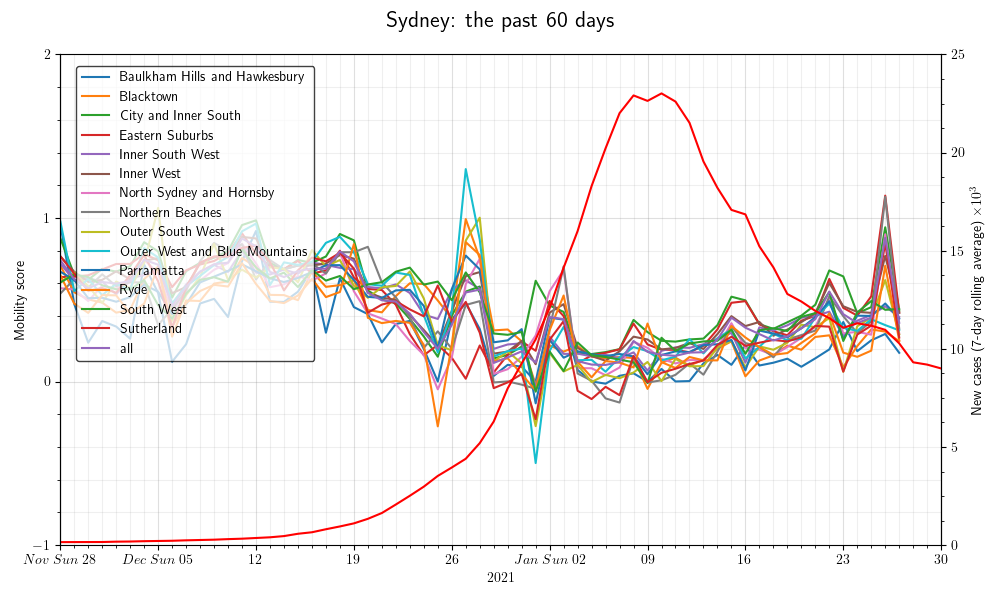 Sydney: the past 60 days
2
1
0
−1
Mobility score
Baulkham Hills and Hawkesbury
Blacktown
City and Inner South
Eastern Suburbs
Inner South West
Inner West
North Sydney and Hornsby
Northern Beaches
Outer South West
Outer West and Blue Mountains
Parramatta
Ryde
South West
Sutherland
all
25
20
15
10
5
0
New cases (7-day rolling average) ×10³
Nov Sun 28 Dec Sun 05 12 19 26 Jan Sun 02 09 16 23 30
2021